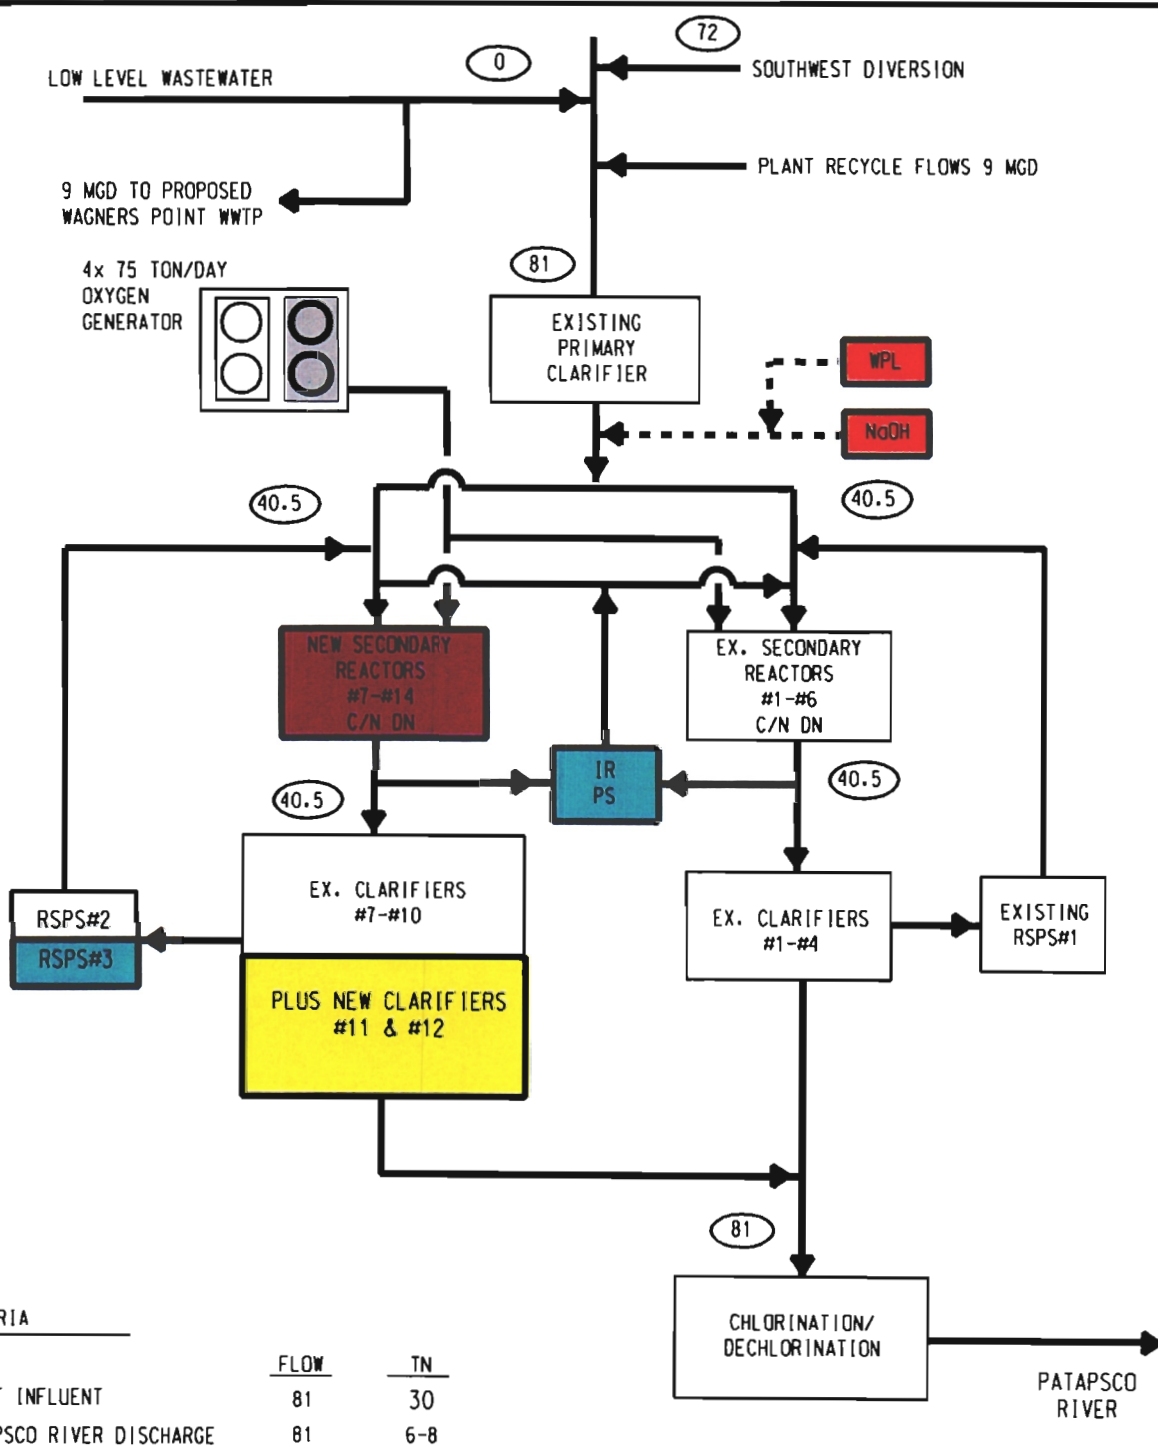 72
0
LOW LEVEL WASTEWATER
SOUTHWEST DIVERSION
PLANT RECYCLE FLOWS 9 MGD
9 MGD TO PROPOSED
WAGNERS POINT WWTP
81
4x 75 TON/DAY
OXYGEN
GENERATOR
EXISTING
PRIMARY
CLARIFIER
WPL
NaOH
40.5
40.5
NEW SECONDARY
REACTORS
#7-#14
C/N DN
EX. SECONDARY
REACTORS
#1-#6
C/N DN
IR
PS
40.5
40.5
EX. CLARIFIERS
#7-#10
RSPS#2
RSPS#3
EX. CLARIFIERS
#1-#4
EXISTING
RSPS#1
PLUS NEW CLARIFIERS
#11 & #12
81
CHLORINATION/
DECHLORINATION
PATAPSCO
RIVER
RIA
FLOW TN
T INFLUENT 81 30
PSCO RIVER DISCHARGE 81 6-8